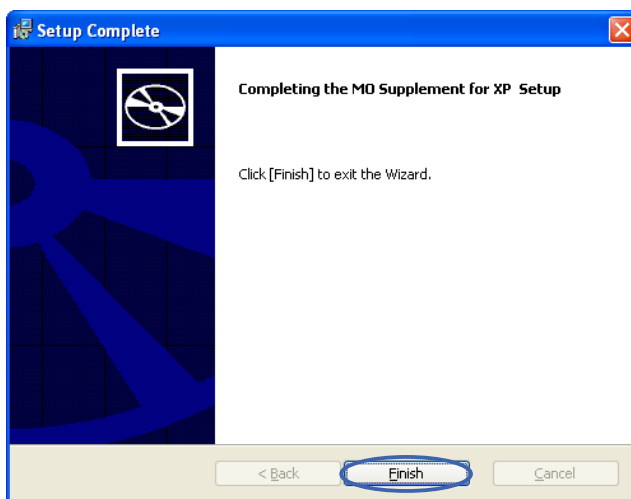 Setup Complete
Completing the MO Supplement for XP Setup
Click [Finish] to exit the Wizard.
< Back
Finish
Cancel